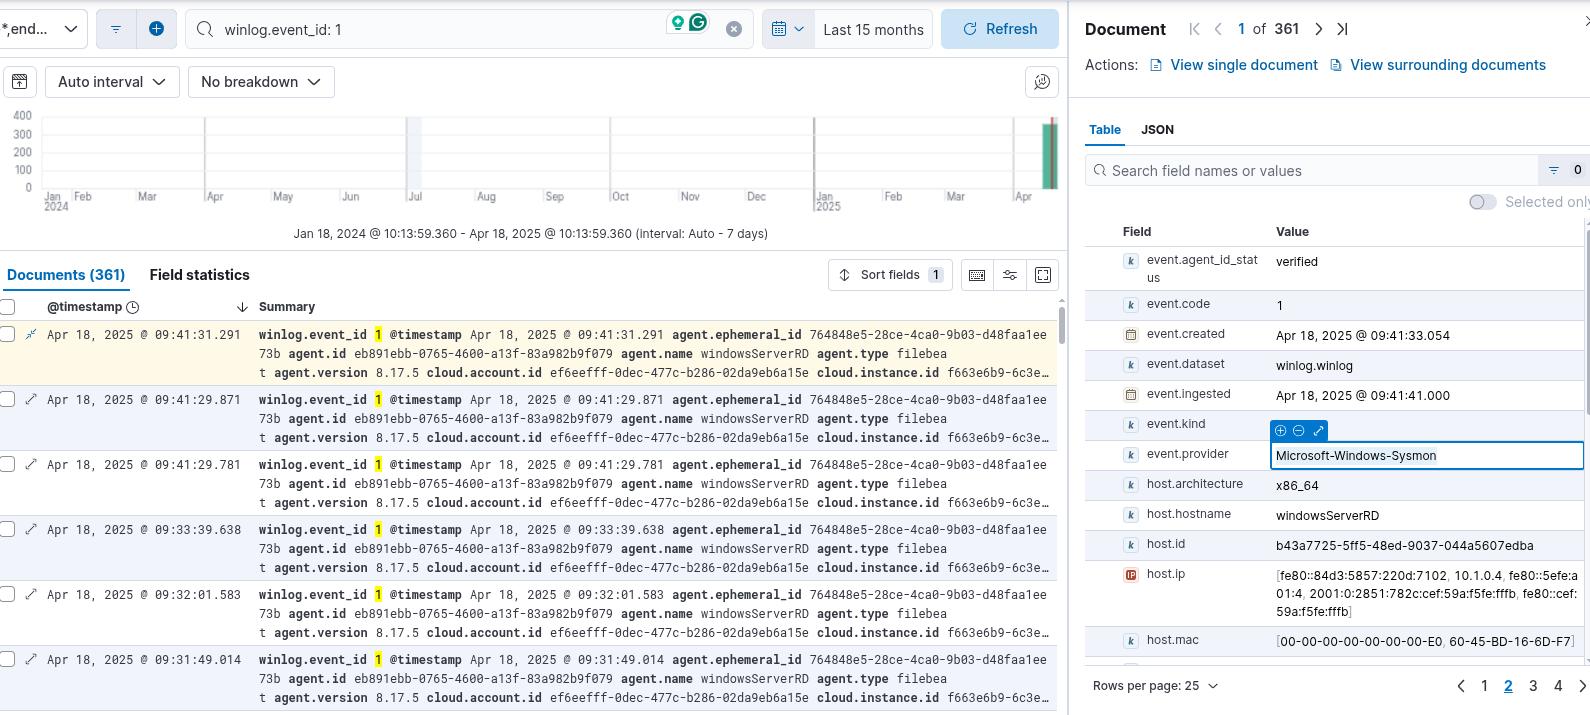 *,end...
winlog.event_id: 1
Last 15 months
Refresh
Auto interval
No breakdown
400
300
200
100
0
Jan Feb Mar Apr May Jun Jul Aug Sep Oct Nov Dec Jan Feb Mar Apr
2024 2025
Jan 18, 2024 @ 10:13:59.360 - Apr 18, 2025 @ 10:13:59.360 (interval: Auto - 7 days)
Documents (361) Field statistics
Sort fields 1
@timestamp Summary
Apr 18, 2025 @ 09:41:31.291 winlog.event_id 1 @timestamp Apr 18, 2025 @ 09:41:31.291 agent.ephemeral_id 764848e5-28ce-4ca0-9b03-d48faa1ee
73b agent.id eb891ebb-0765-4600-a13f-83a982b9f079 agent.name windowsServerRD agent.type filebea
t agent.version 8.17.5 cloud.account.id ef6eefff-0dec-477c-b286-02da9eb6a15e cloud.instance.id f663e6b9-6c3e…
Apr 18, 2025 @ 09:41:29.871 winlog.event_id 1 @timestamp Apr 18, 2025 @ 09:41:29.871 agent.ephemeral_id 764848e5-28ce-4ca0-9b03-d48faa1ee
73b agent.id eb891ebb-0765-4600-a13f-83a982b9f079 agent.name windowsServerRD agent.type filebea
t agent.version 8.17.5 cloud.account.id ef6eefff-0dec-477c-b286-02da9eb6a15e cloud.instance.id f663e6b9-6c3e…
Apr 18, 2025 @ 09:41:29.781 winlog.event_id 1 @timestamp Apr 18, 2025 @ 09:41:29.781 agent.ephemeral_id 764848e5-28ce-4ca0-9b03-d48faa1ee
73b agent.id eb891ebb-0765-4600-a13f-83a982b9f079 agent.name windowsServerRD agent.type filebea
t agent.version 8.17.5 cloud.account.id ef6eefff-0dec-477c-b286-02da9eb6a15e cloud.instance.id f663e6b9-6c3e…
Apr 18, 2025 @ 09:33:39.638 winlog.event_id 1 @timestamp Apr 18, 2025 @ 09:33:39.638 agent.ephemeral_id 764848e5-28ce-4ca0-9b03-d48faa1ee
73b agent.id eb891ebb-0765-4600-a13f-83a982b9f079 agent.name windowsServerRD agent.type filebea
t agent.version 8.17.5 cloud.account.id ef6eefff-0dec-477c-b286-02da9eb6a15e cloud.instance.id f663e6b9-6c3e…
Apr 18, 2025 @ 09:32:01.583 winlog.event_id 1 @timestamp Apr 18, 2025 @ 09:32:01.583 agent.ephemeral_id 764848e5-28ce-4ca0-9b03-d48faa1ee
73b agent.id eb891ebb-0765-4600-a13f-83a982b9f079 agent.name windowsServerRD agent.type filebea
t agent.version 8.17.5 cloud.account.id ef6eefff-0dec-477c-b286-02da9eb6a15e cloud.instance.id f663e6b9-6c3e…
Apr 18, 2025 @ 09:31:49.014 winlog.event_id 1 @timestamp Apr 18, 2025 @ 09:31:49.014 agent.ephemeral_id 764848e5-28ce-4ca0-9b03-d48faa1ee
73b agent.id eb891ebb-0765-4600-a13f-83a982b9f079 agent.name windowsServerRD agent.type filebea
t agent.version 8.17.5 cloud.account.id ef6eefff-0dec-477c-b286-02da9eb6a15e cloud.instance.id f663e6b9-6c3e…
Document 1 of 361
Actions: View single document View surrounding documents
Table JSON
Search field names or values 0
Selected only
Field Value
event.agent_id_stat verified
us
event.code 1
event.created Apr 18, 2025 @ 09:41:33.054
event.dataset winlog.winlog
event.ingested Apr 18, 2025 @ 09:41:41.000
event.kind
event.provider Microsoft-Windows-Sysmon
host.architecture x86_64
host.hostname windowsServerRD
host.id b43a7725-5ff5-48ed-9037-044a5607edba
host.ip [fe80::84d3:5857:220d:7102, 10.1.0.4, fe80::5efe:a
01:4, 2001:0:2851:782c:cef:59a:f5fe:fffb, fe80::cef:
59a:f5fe:fffb]
host.mac [00-00-00-00-00-00-00-E0, 60-45-BD-16-6D-F7]
Rows per page: 25 1 2 3 4